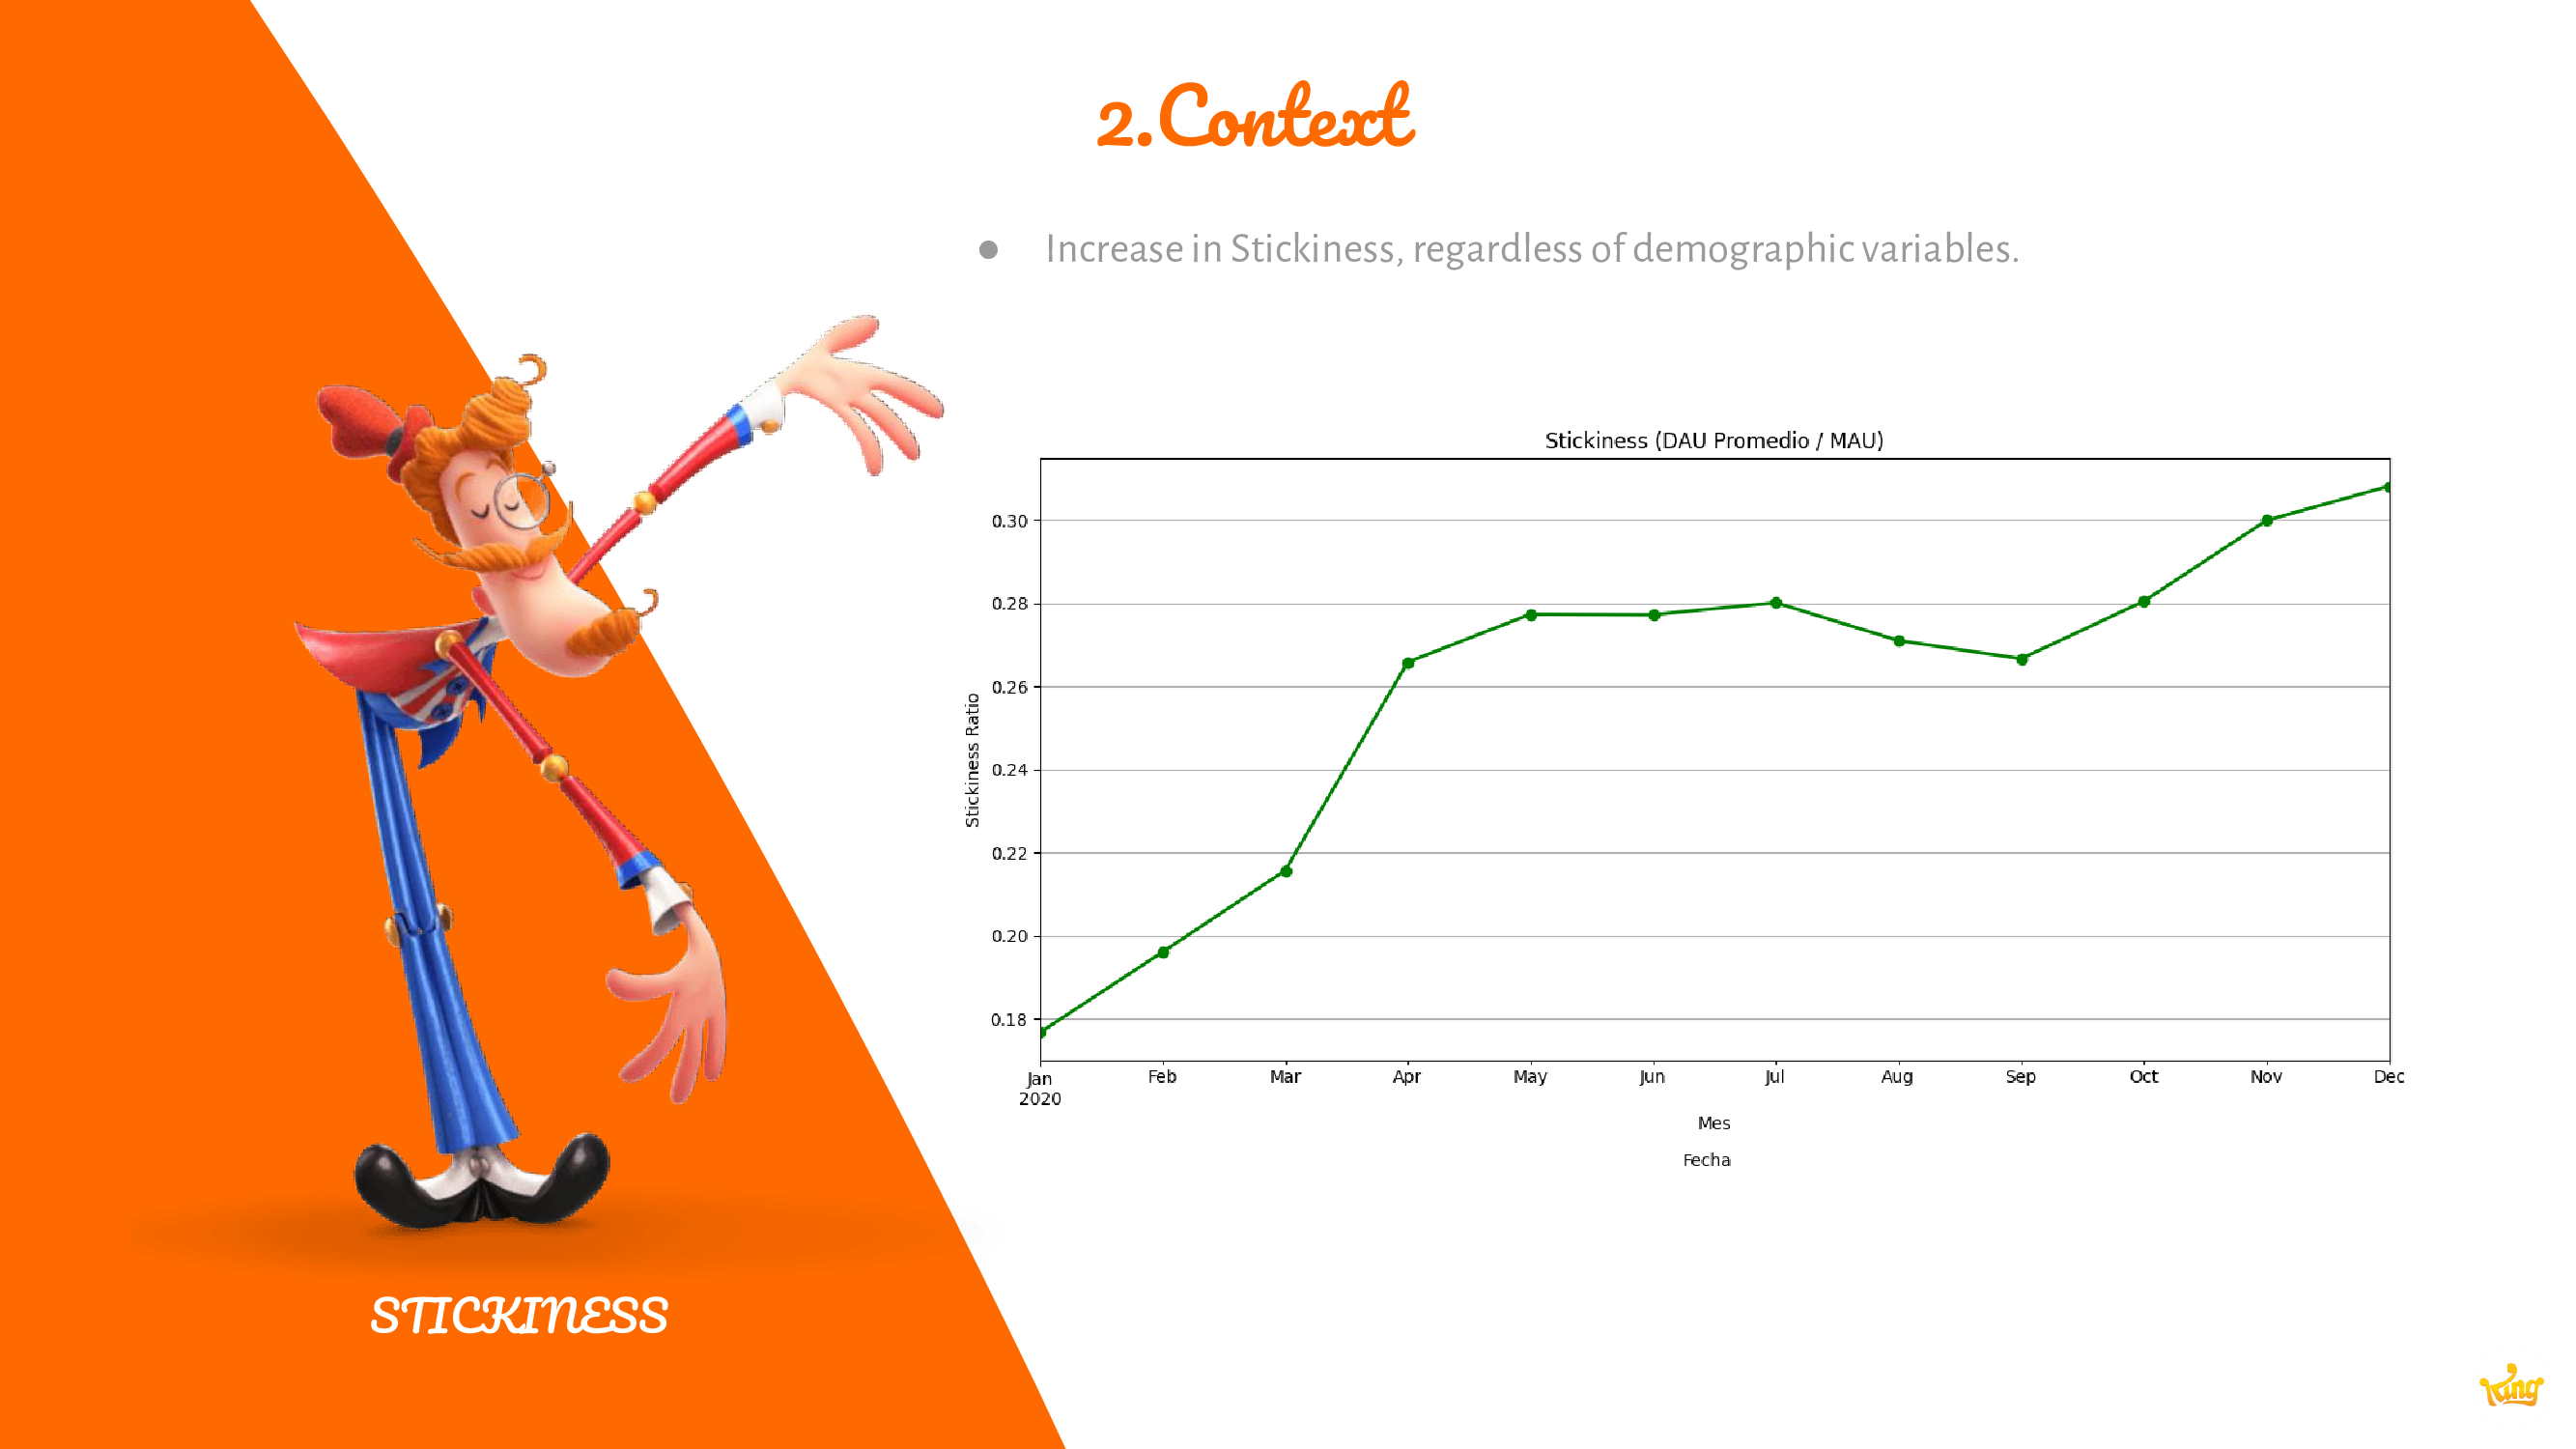 2.Context
● Increase in Stickiness, regardless of demographic variables.
Stickiness (DAU Promedio / MAU)
Stickiness Ratio
0.30
0.28
0.26
0.24
0.22
0.20
0.18
Jan Feb Mar Apr May Jun Jul Aug Sep Oct Nov Dec
2020
Mes
Fecha
STICKINESS
King